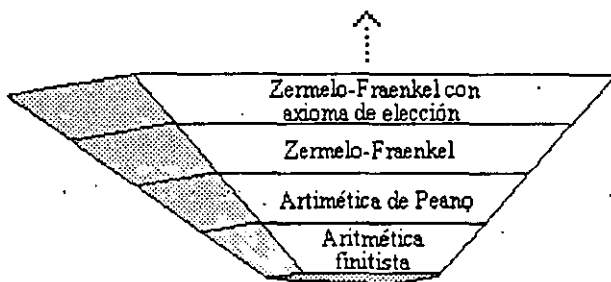 Zermelo-Fraenkel con
axioma de elección
Zermelo-Fraenkel
Artimética de Peano
Aritmética
finitista